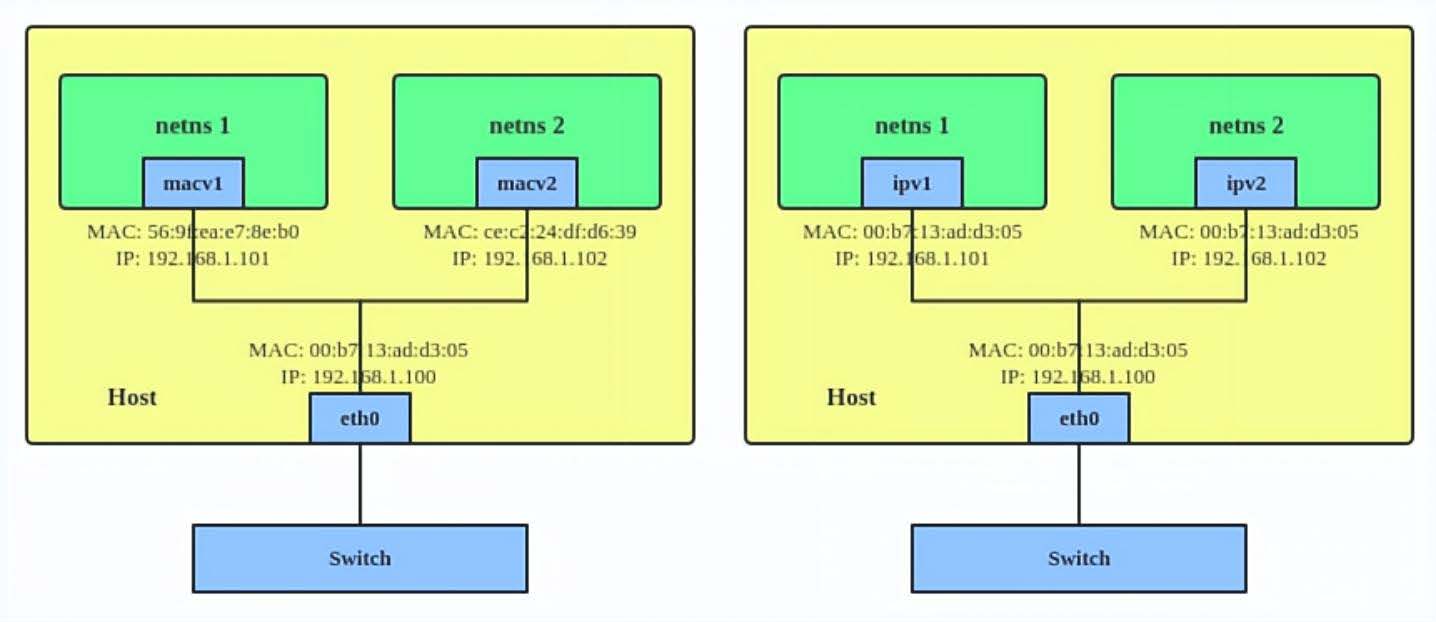 netns 1
macv1
MAC: 56:9f:ea:e7:8e:b0
IP: 192.168.1.101
netns 2
macv2
MAC: ce:c2:24:df:d6:39
IP: 192.168.1.102
MAC: 00:b7:13:ad:d3:05
IP: 192.168.1.100
Host
eth0
Switch
netns 1
ipv1
MAC: 00:b7:13:ad:d3:05
IP: 192.168.1.101
netns 2
ipv2
MAC: 00:b7:13:ad:d3:05
IP: 192.168.1.102
MAC: 00:b7:13:ad:d3:05
IP: 192.168.1.100
Host
eth0
Switch